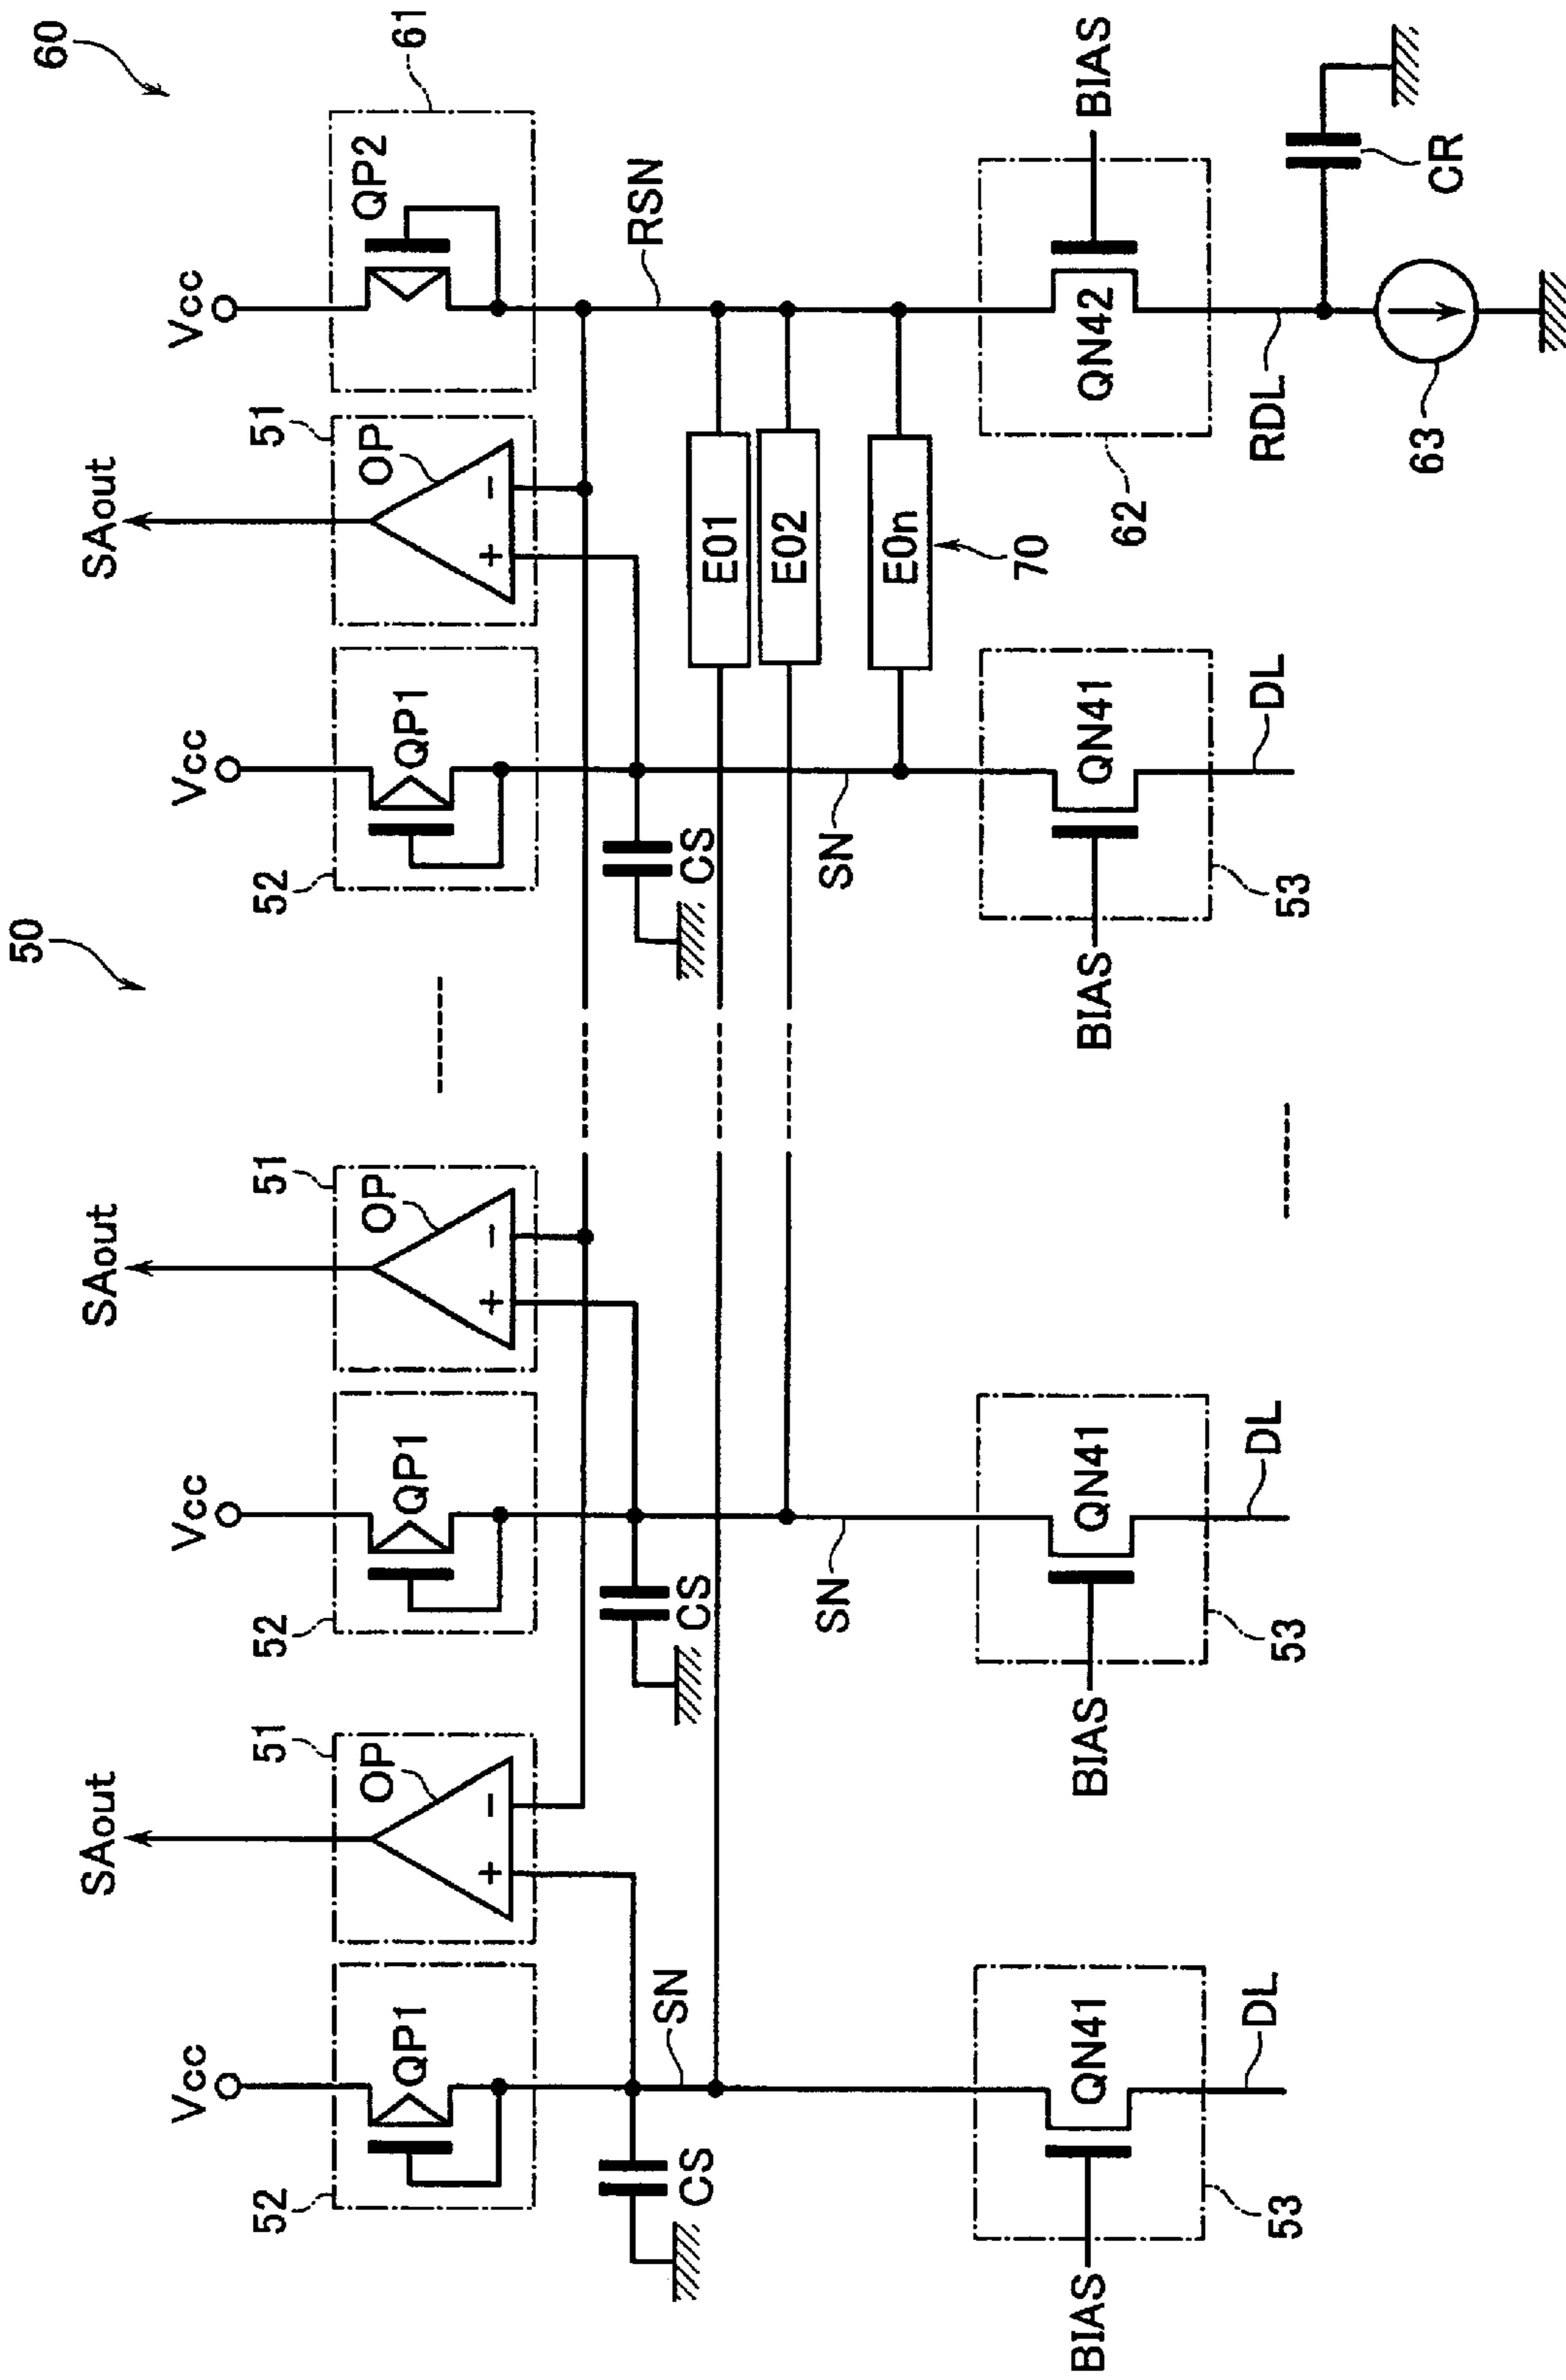 60
61
50
SAout
SAout
SAout
Vcc
Vcc
Vcc
Vcc
52
QP1
51
OP
+
−
52
QP1
51
OP
+
−
52
QP1
51
OP
+
−
QP2
CS
SN
CS
SN
CS
SN
RSN
E01
E02
E0n
70
BIAS
QN41
53
DL
BIAS
QN41
53
DL
BIAS
QN41
53
DL
62
QN42
BIAS
RDL
63
CR